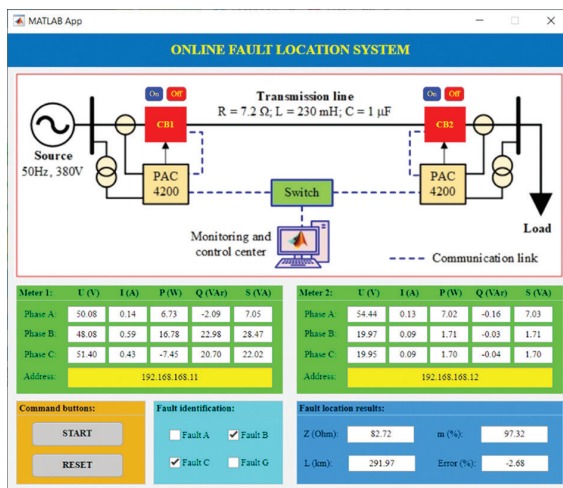 MATLAB App
ONLINE FAULT LOCATION SYSTEM
On Off
Transmission line
R = 7.2 Ω; L = 230 mH; C = 1 µF
On Off
CB1
CB2
Source
50Hz, 380V
PAC
4200
Switch
PAC
4200
Load
Monitoring and
control center
Communication link
Meter 1: U (V) I (A) P (W) Q (VAr) S (VA)
Phase A: 50.08 0.14 6.73 -2.09 7.05
Phase B: 48.08 0.59 16.78 22.98 28.47
Phase C: 51.40 0.43 -7.45 20.70 22.02
Address: 192.168.168.11
Meter 2: U (V) I (A) P (W) Q (VAr) S (VA)
Phase A: 54.44 0.13 7.02 -0.16 7.03
Phase B: 19.97 0.09 1.71 -0.03 1.71
Phase C: 19.95 0.09 1.70 -0.04 1.70
Address: 192.168.168.12
Command buttons:
START
RESET
Fault identification:
Fault A Fault B
Fault C Fault G
Fault location results:
Z (Ohm): 82.72 m (%): 97.32
L (km): 291.97 Error (%): -2.68